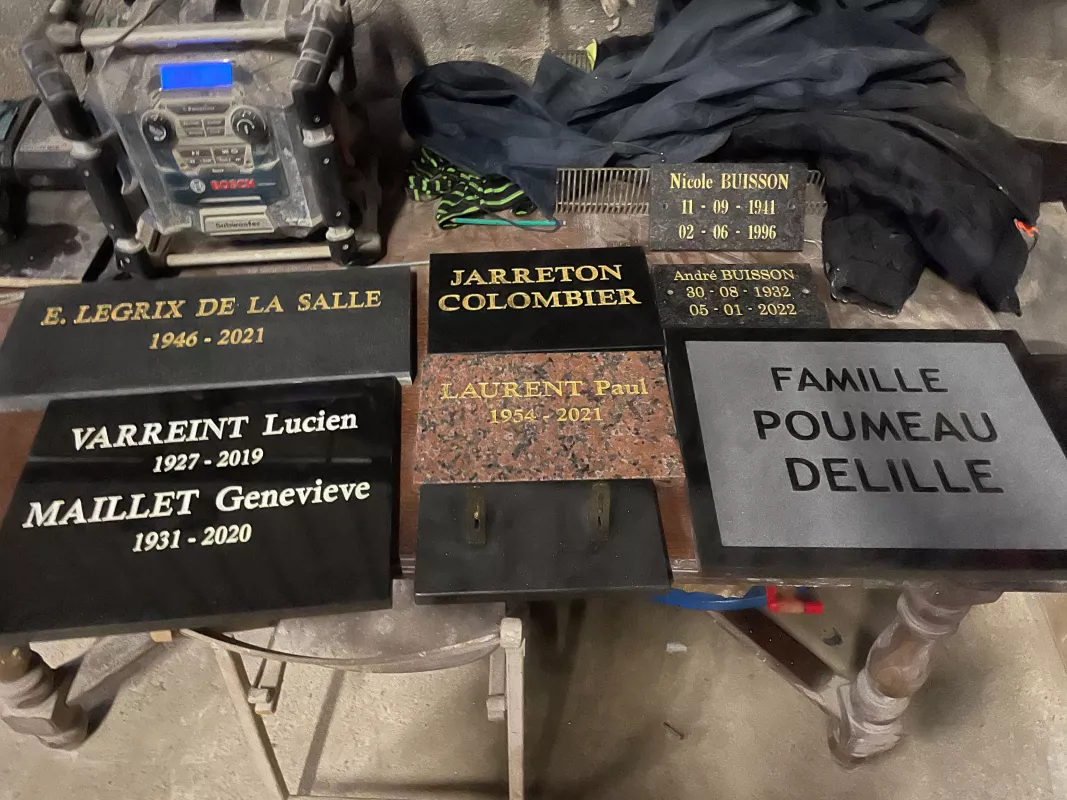 BOSCH
Subwoofer
Nicole BUISSON
11 - 09 - 1941
02 - 06 - 1996
André BUISSON
30 - 08 - 1932
05 - 01 - 2022
E. LEGRIX DE LA SALLE
1946 - 2021
JARRETON
COLOMBIER
LAURENT Paul
1954 - 2021
VARREINT Lucien
1927 - 2019
MAILLET Genevieve
1931 - 2020
FAMILLE
POUMEAU
DELILLE